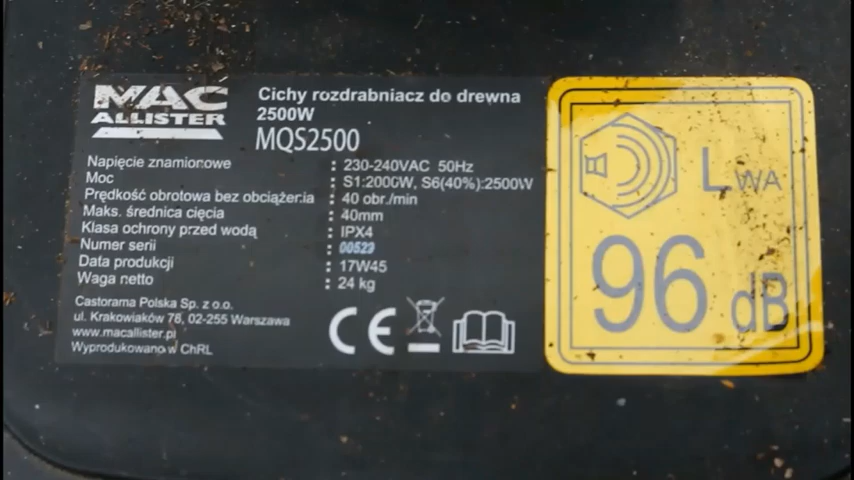 MAC
ALLISTER
Cichy rozdrabniacz do drewna
2500W
MQS2500
Napięcie znamionowe : 230-240VAC 50Hz
Moc : S1:2000W, S6(40%):2500W
Prędkość obrotowa bez obciążenia : 40 obr./min
Maks. średnica cięcia : 40mm
Klasa ochrony przed wodą : IPX4
Numer serii : 00523
Data produkcji : 17W45
Waga netto : 24 kg
Castorama Polska Sp. z o.o.
ul. Krakowiaków 78, 02-255 Warszawa
www.macallister.pl
Wyprodukowano w ChRL
CE
LWA
96 dB